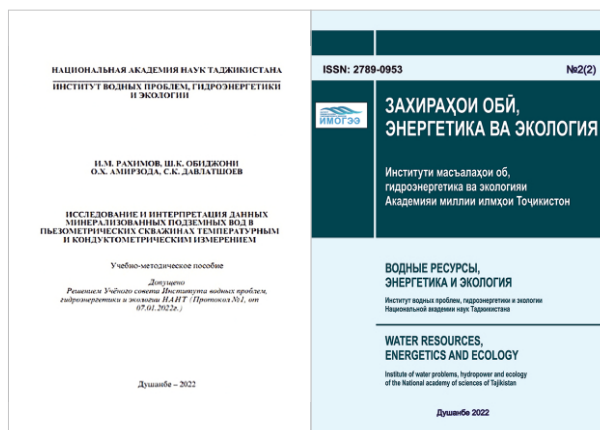 НАЦИОНАЛЬНАЯ АКАДЕМИЯ НАУК ТАДЖИКИСТАНА
ИНСТИТУТ ВОДНЫХ ПРОБЛЕМ, ГИДРОЭНЕРГЕТИКИ
И ЭКОЛОГИИ
И.М. РАХИМОВ, Ш.К. ОБИДЖОНИ
О.Х. АМИРЗОДА, С.К. ДАВЛАТШОЕВ
ИССЛЕДОВАНИЕ И ИНТЕРПРЕТАЦИЯ ДАННЫХ
МИНЕРАЛИЗОВАННЫХ ПОДЗЕМНЫХ ВОД В
ПЬЕЗОМЕТРИЧЕСКИХ СКВАЖИНАХ ТЕМПЕРАТУРНЫМ
И КОНДУКТОМЕТРИЧЕСКИМ ИЗМЕРЕНИЕМ
Учебно-методическое пособие
Допущено
Решением Учёного совета Института водных проблем,
гидроэнергетики и экологии НАНТ (Протокол №1, от
07.01.2022г.)
Душанбе – 2022
ISSN: 2789-0953 №2(2)
ИМОГЭЭ
ЗАХИРАҲОИ ОБӢ,
ЭНЕРГЕТИКА ВА ЭКОЛОГИЯ
Институти масъалаҳои об,
гидроэнергетика ва экологияи
Академияи миллии илмҳои Тоҷикистон
ВОДНЫЕ РЕСУРСЫ,
ЭНЕРГЕТИКА И ЭКОЛОГИЯ
Институт водных проблем, гидроэнергетики и экологии
Национальной академии наук Таджикистана
WATER RESOURCES,
ENERGETICS AND ECOLOGY
Institute of water problems, hydropower and ecology
of the National academy of sciences of Tajikistan
Душанбе 2022